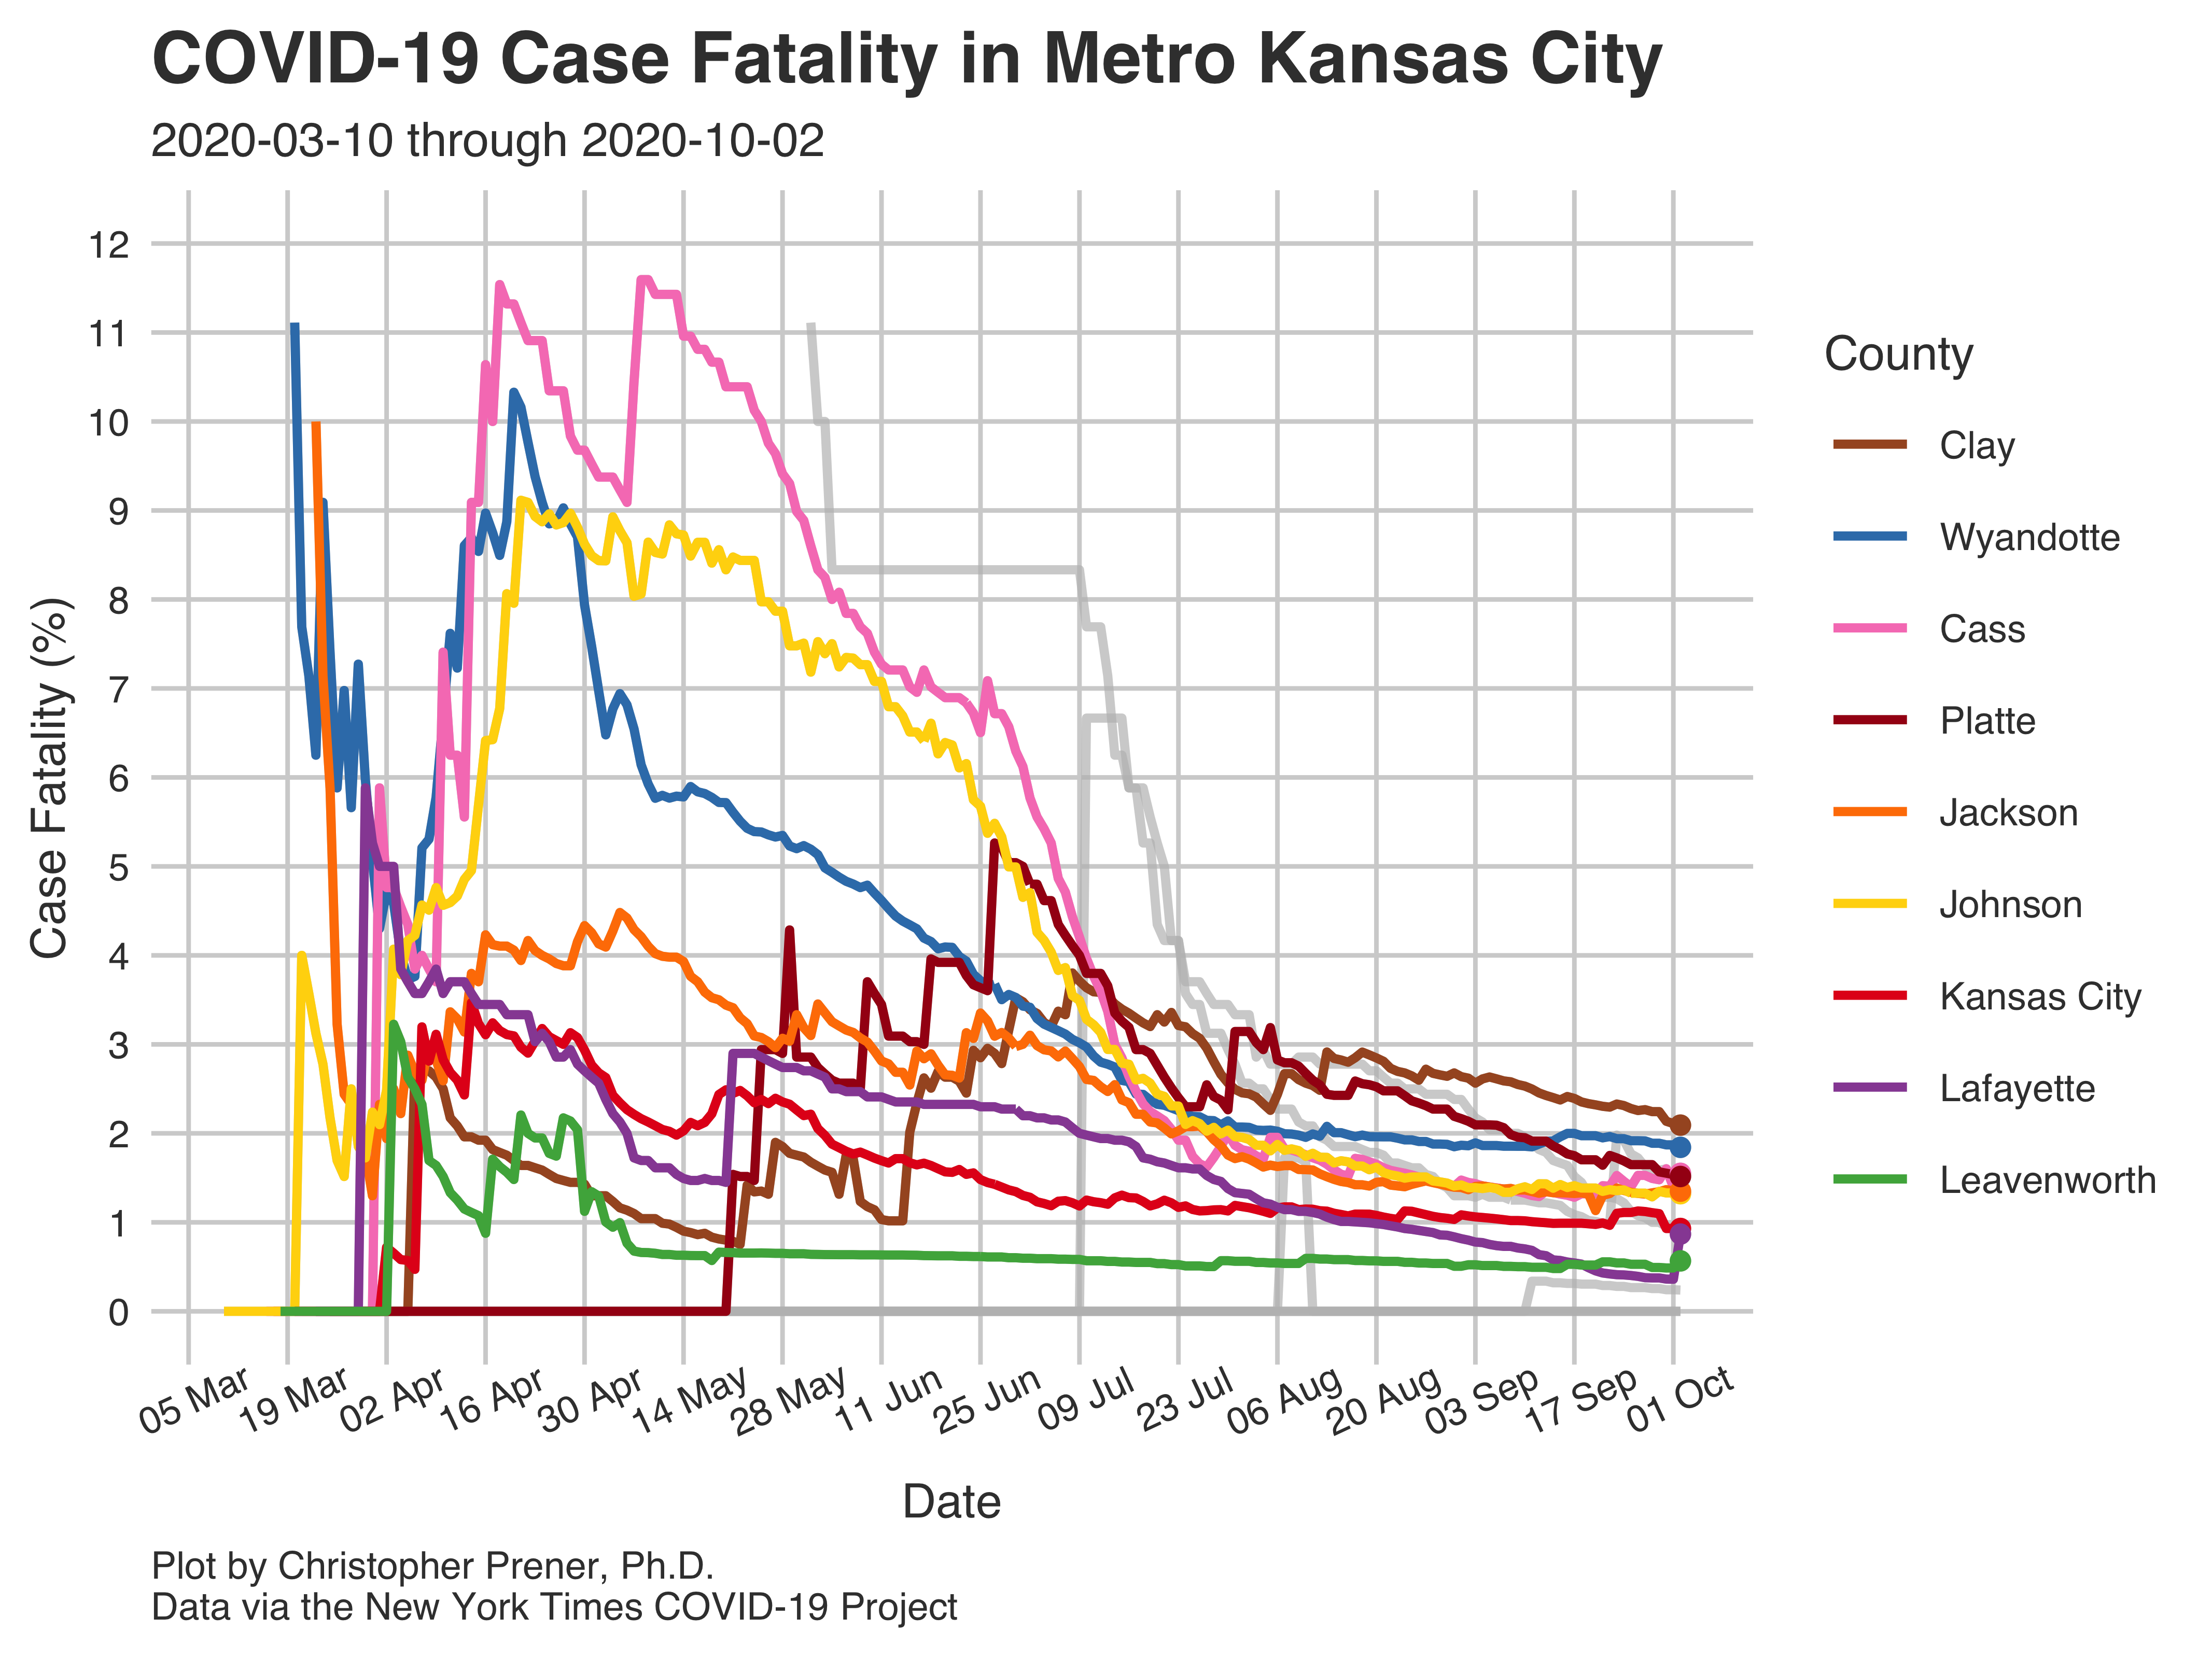 COVID-19 Case Fatality in Metro Kansas City
2020-03-10 through 2020-10-02
Case Fatality (%)
12
11
10
9
8
7
6
5
4
3
2
1
0
05 Mar
19 Mar
02 Apr
16 Apr
30 Apr
14 May
28 May
11 Jun
25 Jun
09 Jul
23 Jul
06 Aug
20 Aug
03 Sep
17 Sep
01 Oct
Date
County
Clay
Wyandotte
Cass
Platte
Jackson
Johnson
Kansas City
Lafayette
Leavenworth
Plot by Christopher Prener, Ph.D.
Data via the New York Times COVID-19 Project